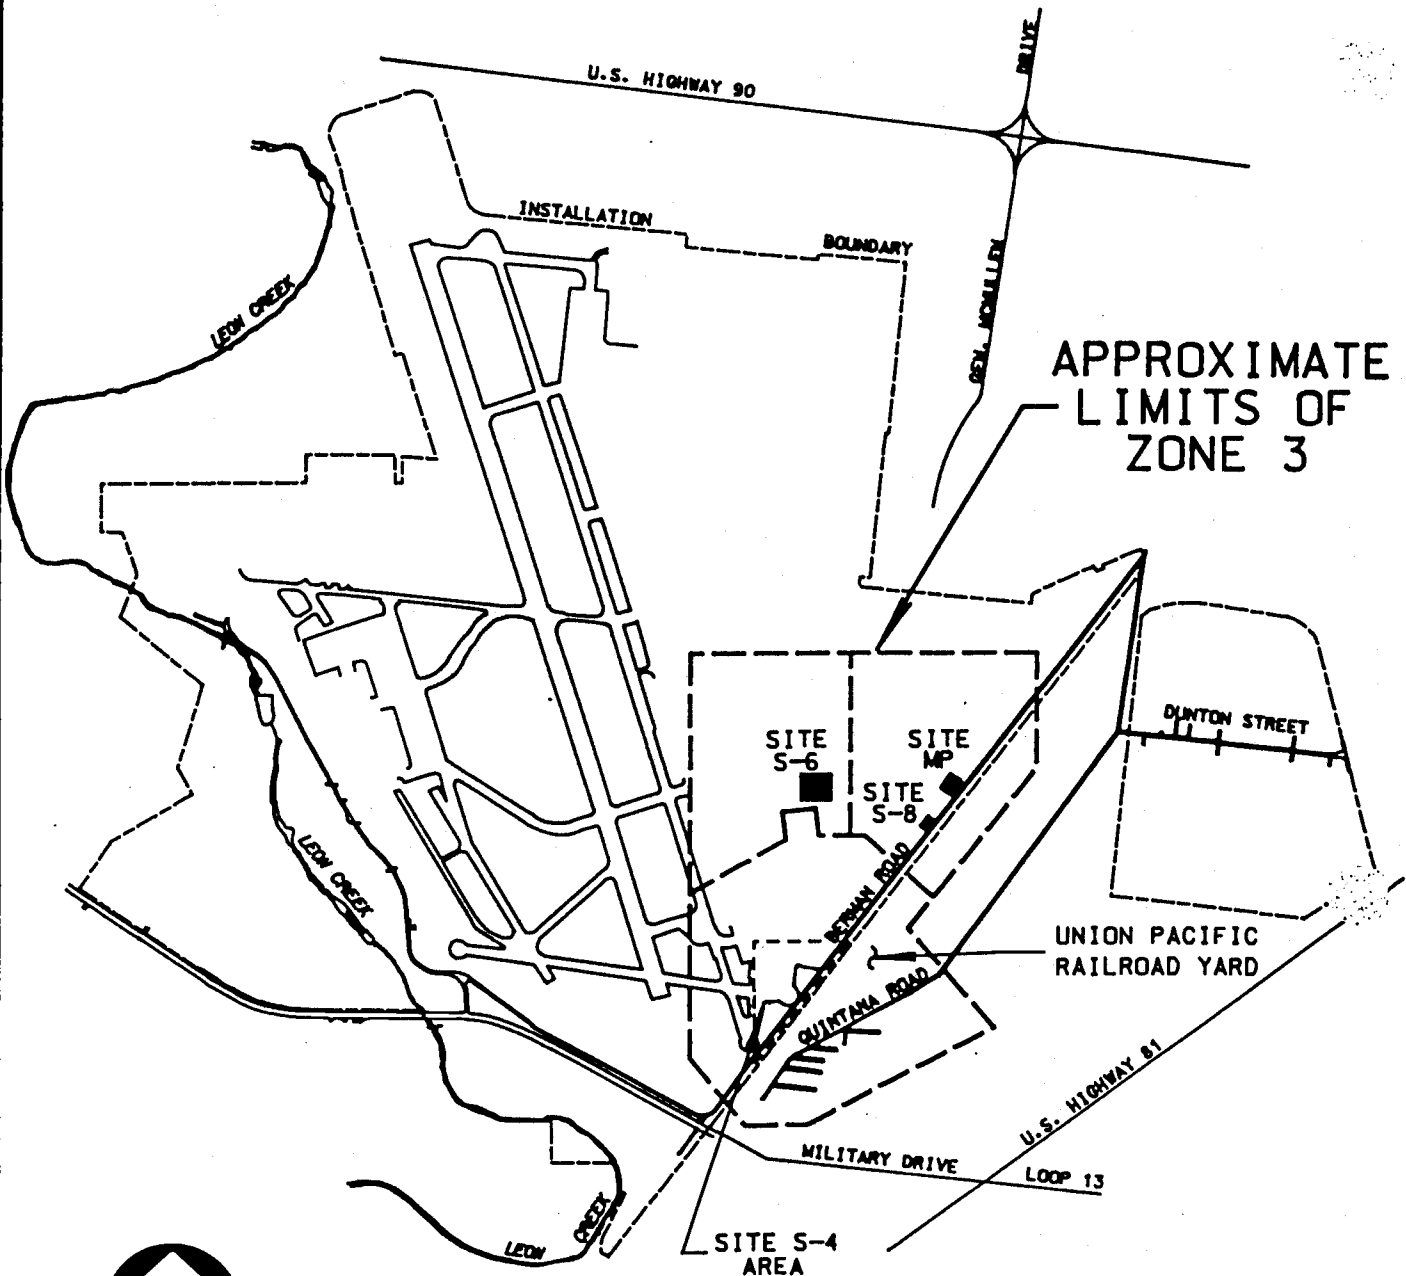 DRIVE
U.S. HIGHWAY 90
INSTALLATION
BOUNDARY
GEN. MCMULLEN
LEON CREEK
APPROXIMATE
LIMITS OF
ZONE 3
DUNTON STREET
SITE
S-6
SITE
MP
SITE
S-8
LEON CREEK
BERMAN ROAD
UNION PACIFIC
RAILROAD YARD
QUINTANA ROAD
U.S. HIGHWAY 81
MILITARY DRIVE
LOOP 13
CREEK
LEON
SITE S-4
AREA